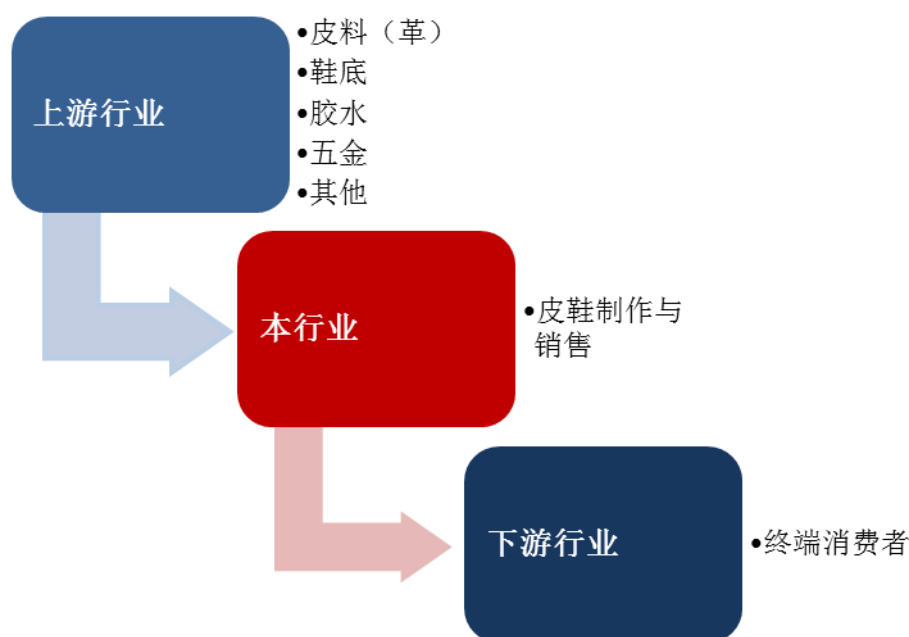 上游行业
•皮料（革）
•鞋底
•胶水
•五金
•其他
本行业
•皮鞋制作与
销售
下游行业
•终端消费者